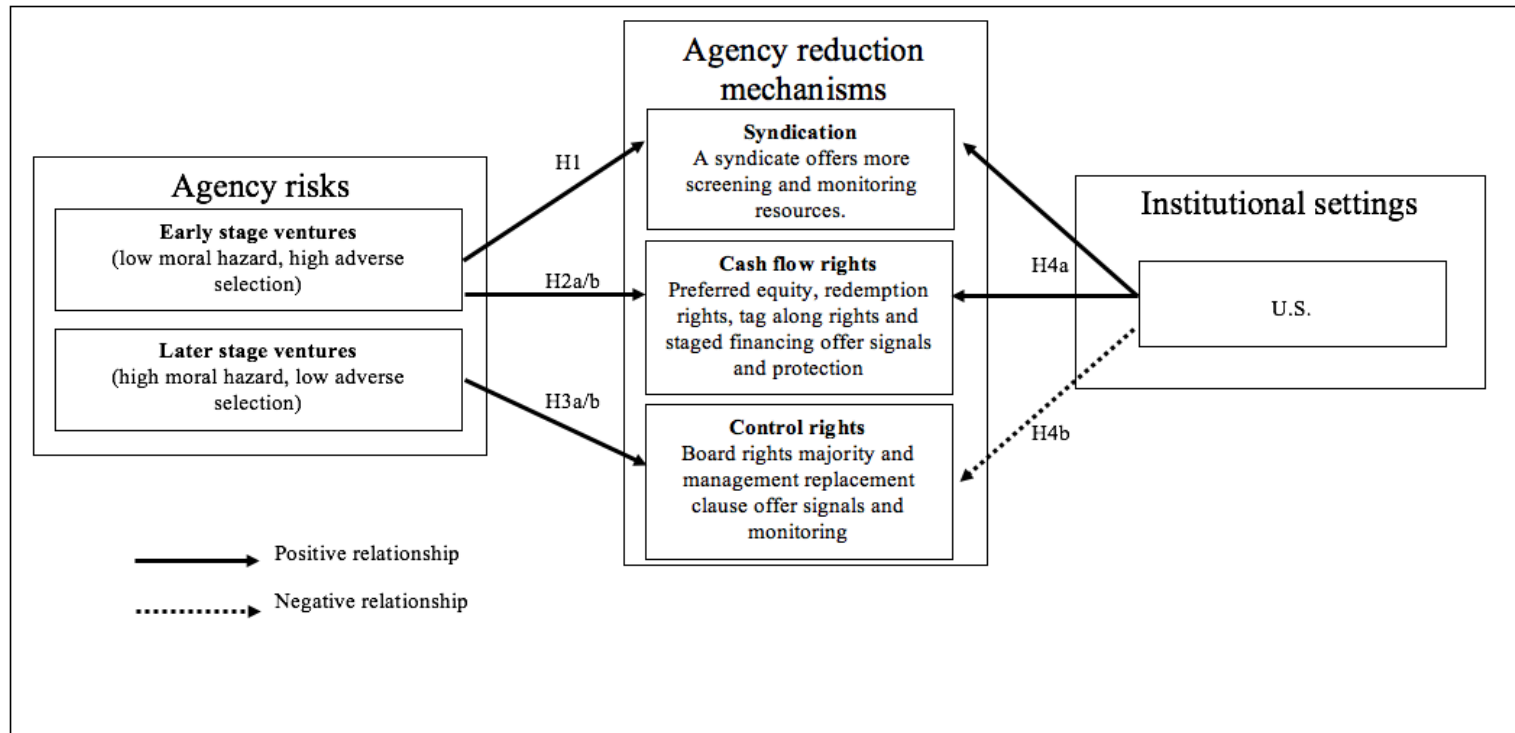 Agency risks
Early stage ventures
(low moral hazard, high adverse
selection)
Later stage ventures
(high moral hazard, low adverse
selection)
H1
H2a/b
H3a/b
Agency reduction
mechanisms
Syndication
A syndicate offers more
screening and monitoring
resources.
Cash flow rights
Preferred equity, redemption
rights, tag along rights and
staged financing offer signals
and protection
Control rights
Board rights majority and
management replacement
clause offer signals and
monitoring
H4a
H4b
Institutional settings
U.S.
Positive relationship
Negative relationship